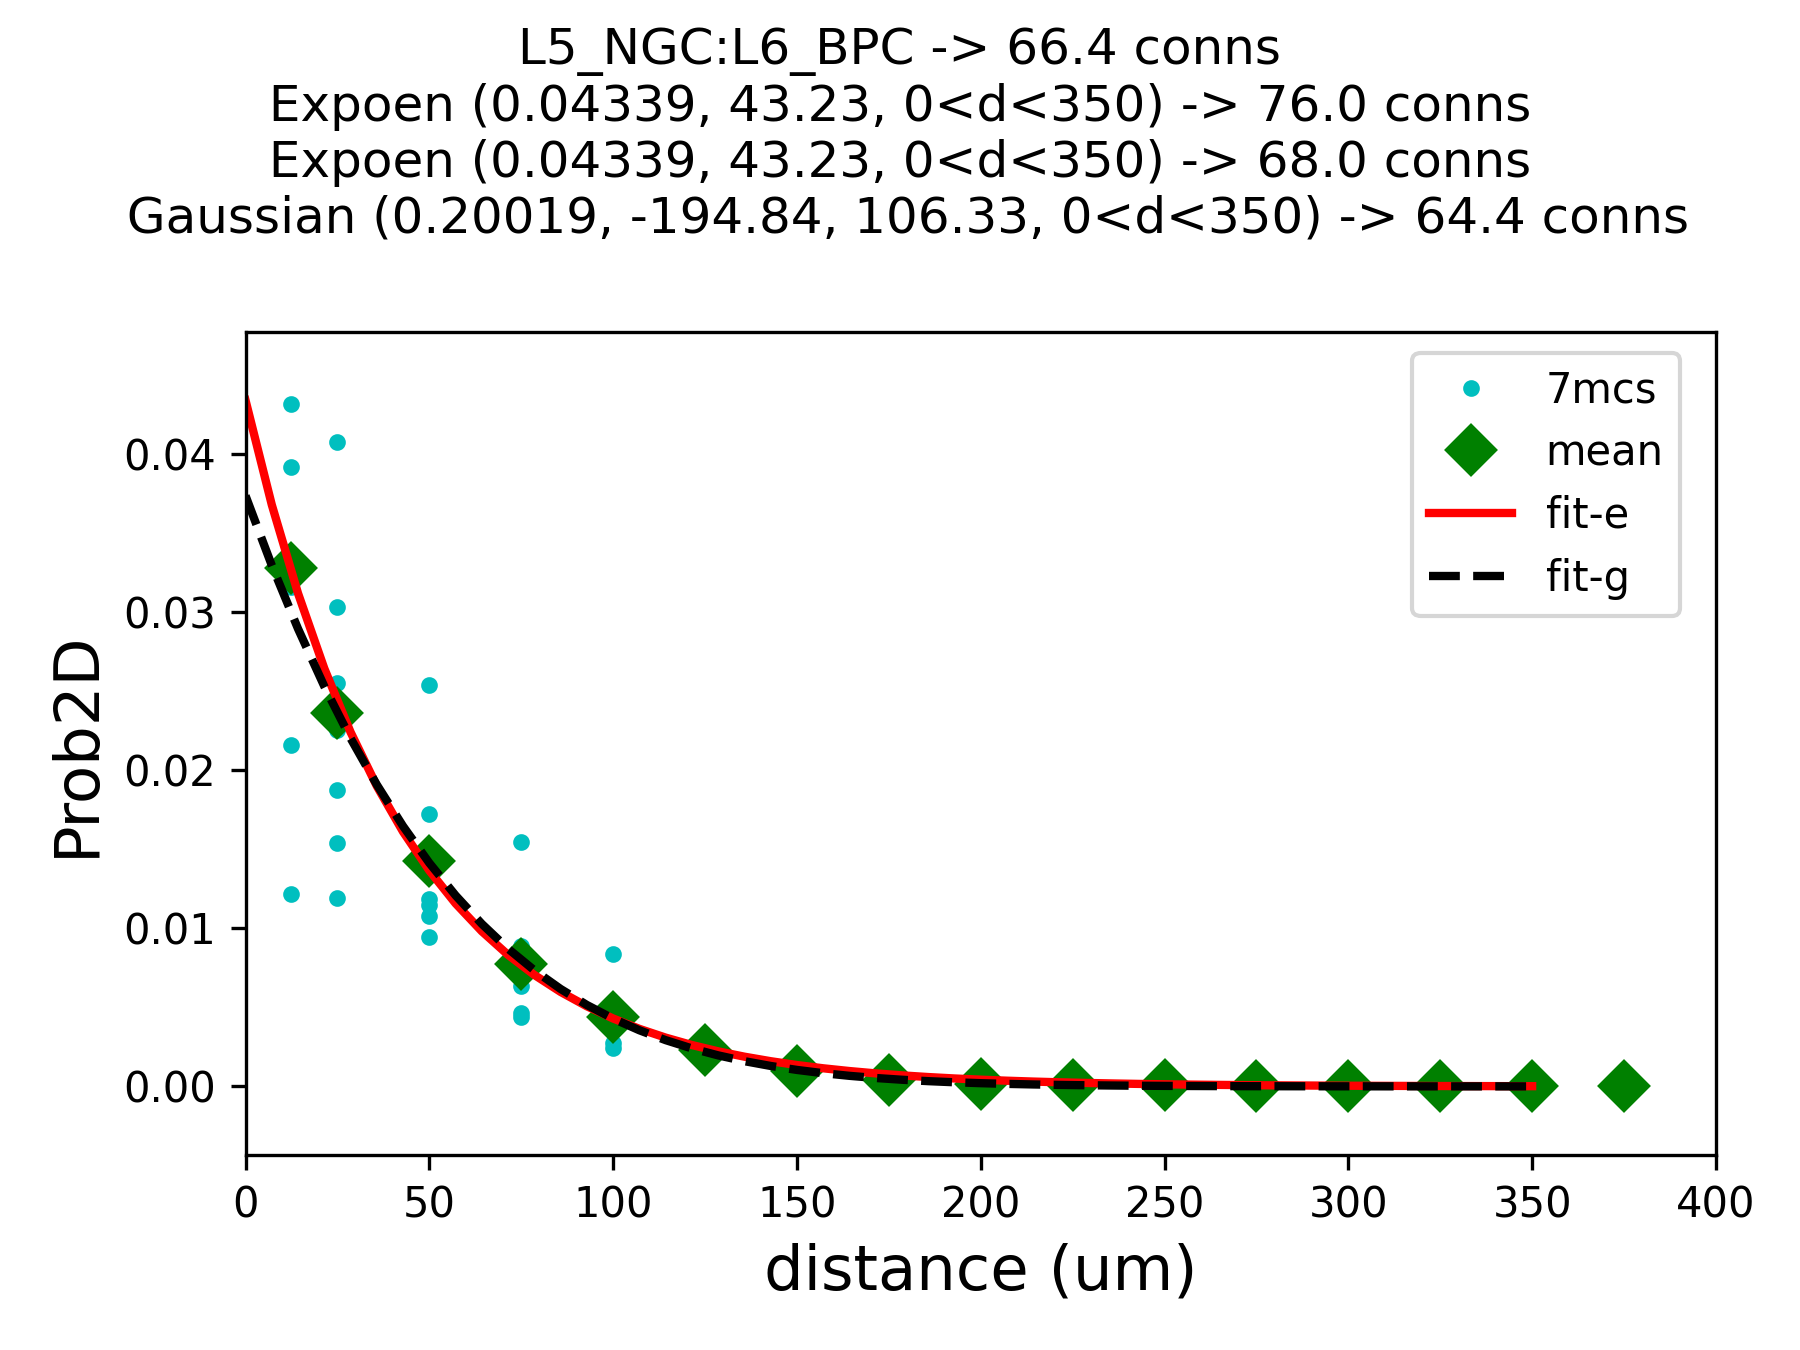 L5_NGC:L6_BPC -> 66.4 conns
Expoen (0.04339, 43.23, 0<d<350) -> 76.0 conns
Expoen (0.04339, 43.23, 0<d<350) -> 68.0 conns
Gaussian (0.20019, -194.84, 106.33, 0<d<350) -> 64.4 conns
7mcs
mean
fit-e
fit-g
Prob2D
0.04
0.03
0.02
0.01
0.00
0 50 100 150 200 250 300 350 400
distance (um)